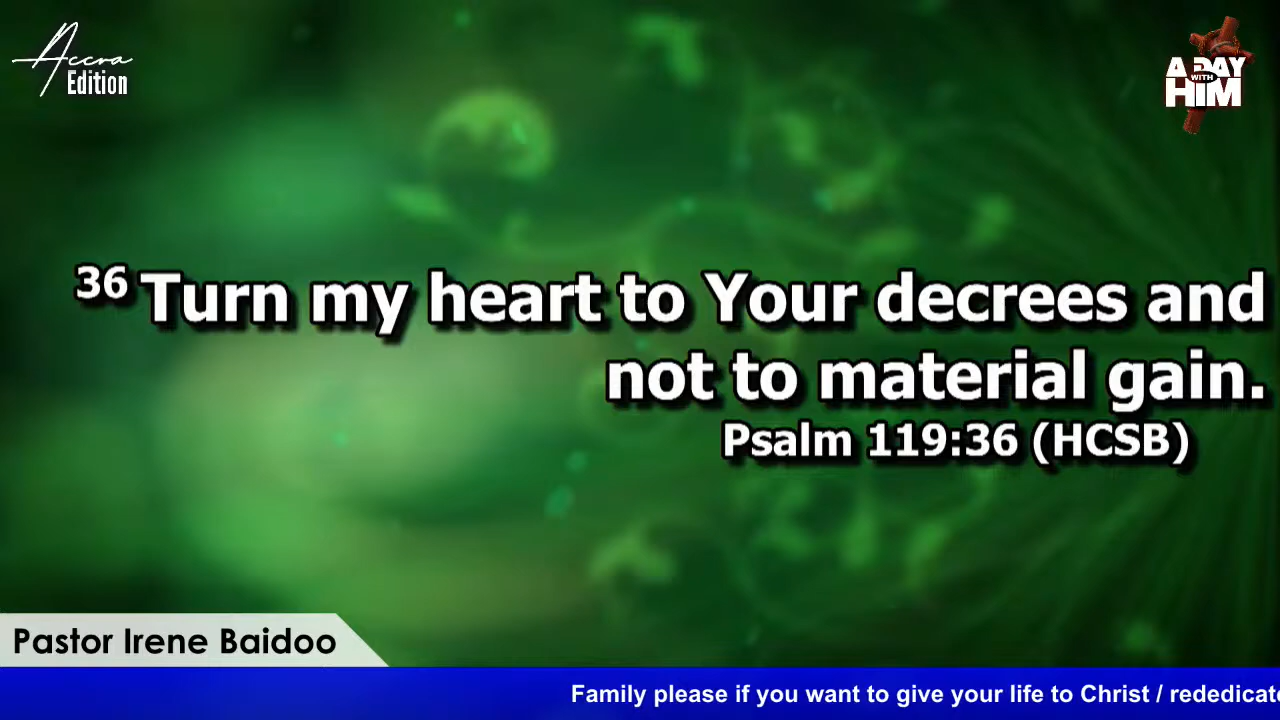 Accra
Edition
A DAY
WITH
HIM
36 Turn my heart to Your decrees and
not to material gain.
Psalm 119:36 (HCSB)
Pastor Irene Baidoo
Family please if you want to give your life to Christ / rededicate